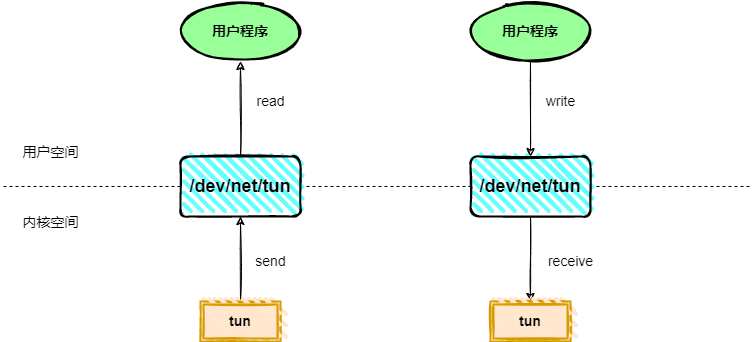 用户程序
用户程序
read
write
用户空间
/dev/net/tun
/dev/net/tun
内核空间
send
receive
tun
tun